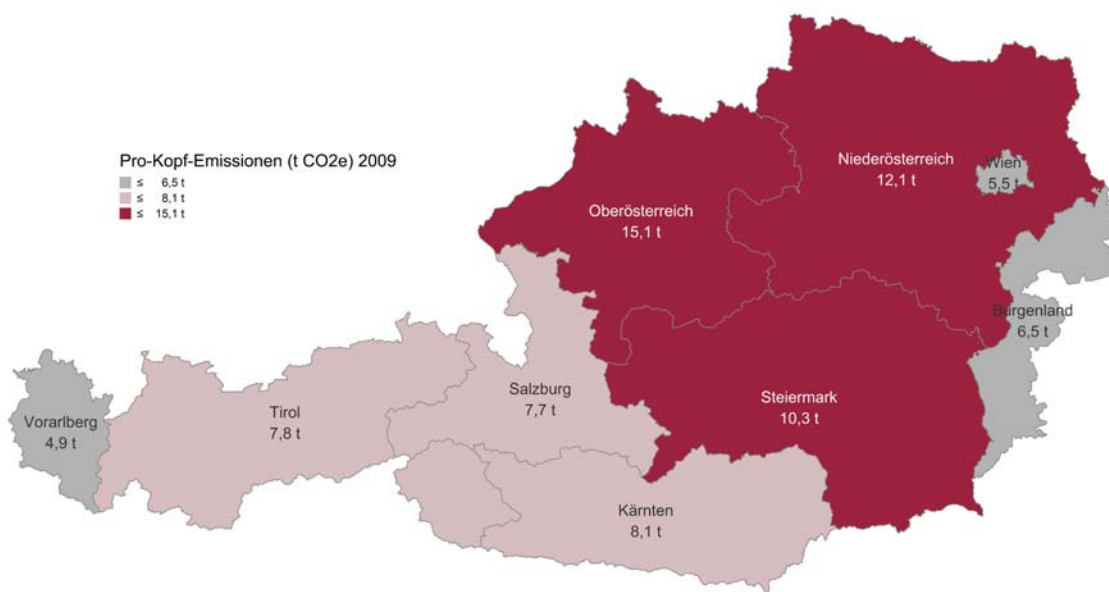 Pro-Kopf-Emissionen (t CO2e) 2009
≤ 6,5 t
≤ 8,1 t
≤ 15,1 t
Niederösterreich
12,1 t
Wien
5,5 t
Oberösterreich
15,1 t
Burgenland
6,5 t
Salzburg
7,7 t
Steiermark
10,3 t
Tirol
7,8 t
Vorarlberg
4,9 t
Kärnten
8,1 t